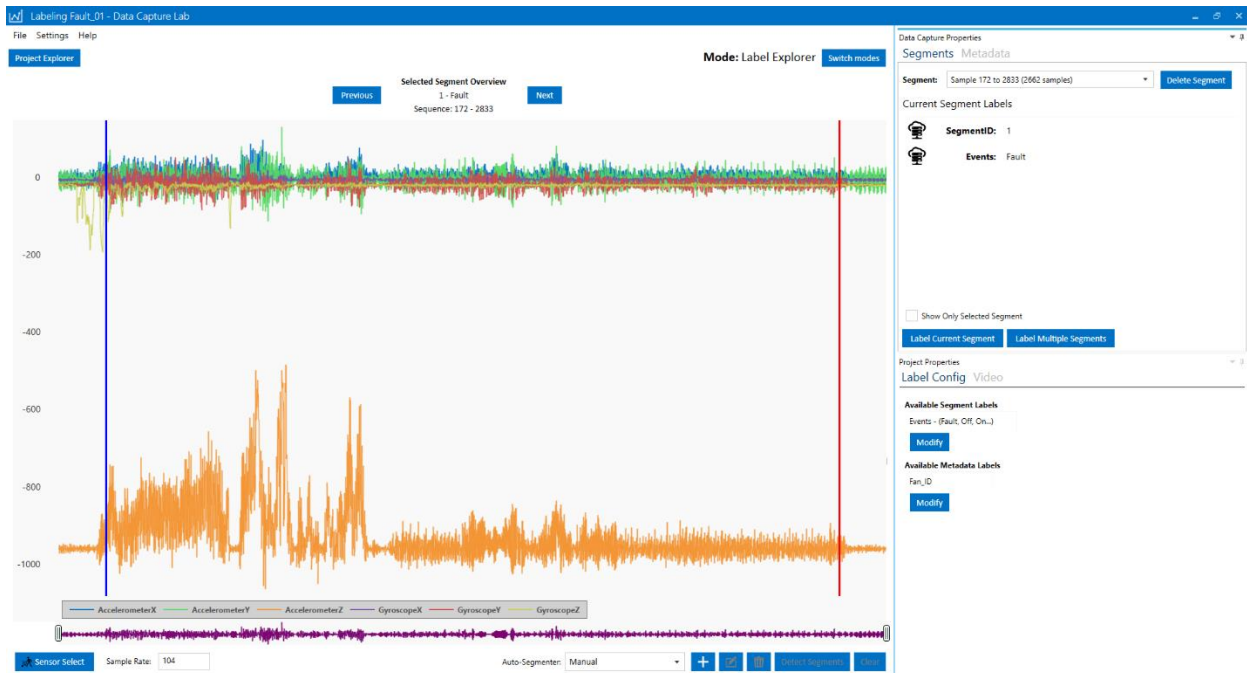 Labeling Fault_01 - Data Capture Lab
File Settings Help
Project Explorer
Mode: Label Explorer Switch modes
Selected Segment Overview
Previous 1 - Fault Next
Sequence: 172 - 2833
0
-200
-400
-600
-800
-1000
AccelerometerX AccelerometerY AccelerometerZ GyroscopeX GyroscopeY GyroscopeZ
Sensor Select Sample Rate: 104 Auto-Segmenter: Manual Detect Segments Clear
Data Capture Properties
Segments Metadata
Segment: Sample 172 to 2833 (2662 samples) Delete Segment
Current Segment Labels
SegmentID: 1
Events: Fault
Show Only Selected Segment
Label Current Segment Label Multiple Segments
Project Properties
Label Config Video
Available Segment Labels
Events - (Fault, Off, On...)
Modify
Available Metadata Labels
Fan_ID
Modify